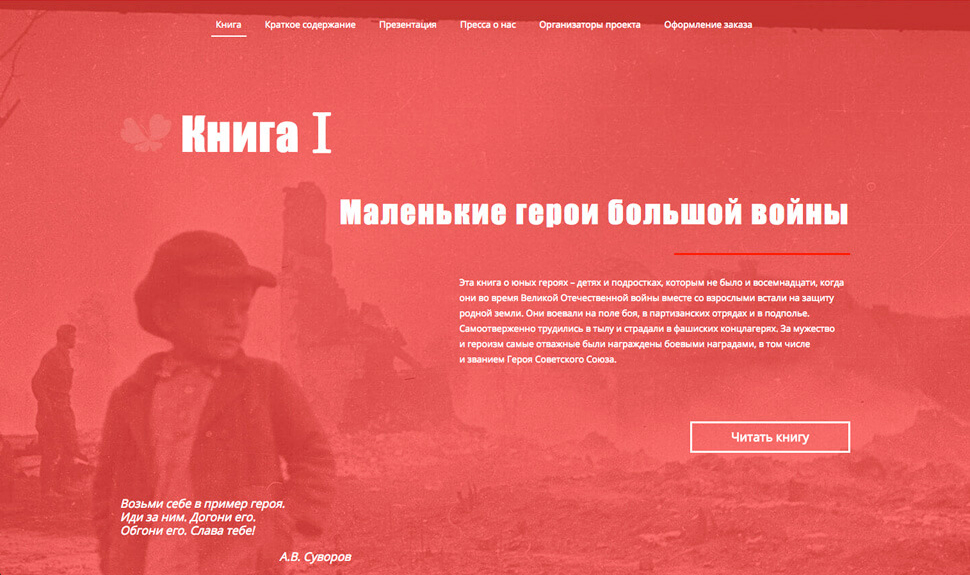 Книга Краткое содержание Презентация Пресса о нас Организаторы проекта Оформление заказа
Книга I
Маленькие герои большой войны
Эта книга о юных героях – детях и подростках, которым не было и восемнадцати, когда
они во время Великой Отечественной войны вместе со взрослыми встали на защиту
родной земли. Они воевали на поле боя, в партизанских отрядах и в подполье.
Самоотверженно трудились в тылу и страдали в фашиских концлагерях. За мужество
и героизм самые отважные были награждены боевыми наградами, в том числе
и званием Героя Советского Союза.
Читать книгу
Возьми себе в пример героя.
Иди за ним. Догони его.
Обгони его. Слава тебе!
А.В. Суворов